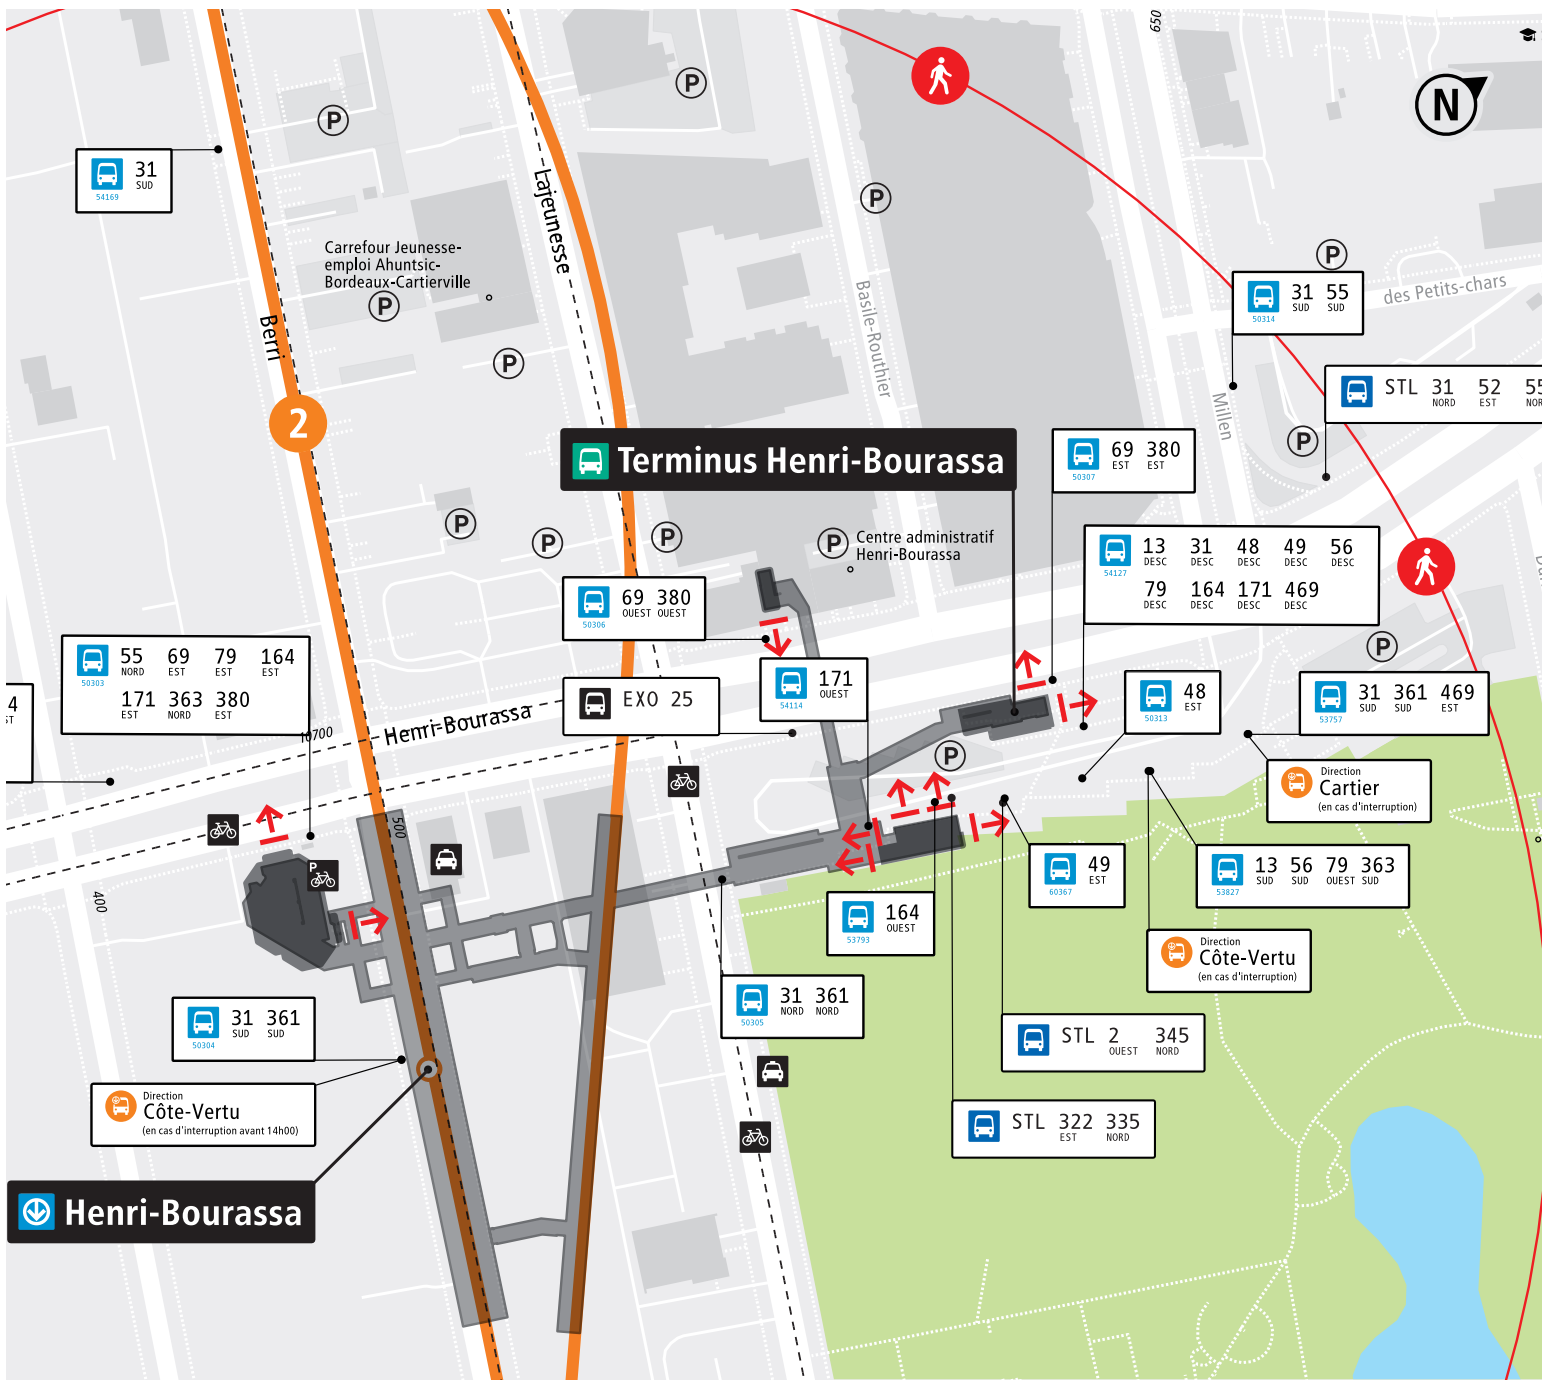 650
N
P
P
31
SUD
54169
Lajeunesse
P
Carrefour Jeunesse-
emploi Ahuntsic-
Bordeaux-Cartierville
P
P
Berri
Basile-Routhier
P
31 55
SUD SUD
50314
des Petits-chars
STL 31 52 55
NORD EST
Millen
P
2
Terminus Henri-Bourassa
69 380
EST EST
50307
P
P
P
P
Centre administratif
Henri-Bourassa
13 31 48 49 56
DESC DESC DESC DESC DESC
54127
79 164 171 469
DESC DESC DESC DESC
69 380
OUEST OUEST
50306
P
55 69 79 164
NORD EST EST EST
50303
171 363 380
EST NORD EST
4
171
OUEST
54114
EXO 25
48
EST
50313
31 361 469
SUD SUD EST
53757
Henri-Bourassa
10700
P
Direction
Cartier
(en cas d'interruption)
500
P
400
49
EST
60367
13 56 79 363
SUD SUD OUEST SUD
53827
164
OUEST
53793
Direction
Côte-Vertu
(en cas d'interruption)
31 361
NORD NORD
50305
31 361
SUD SUD
50304
STL 2 345
OUEST NORD
Direction
Côte-Vertu
(en cas d'interruption avant 14h00)
STL 322 335
EST NORD
Henri-Bourassa